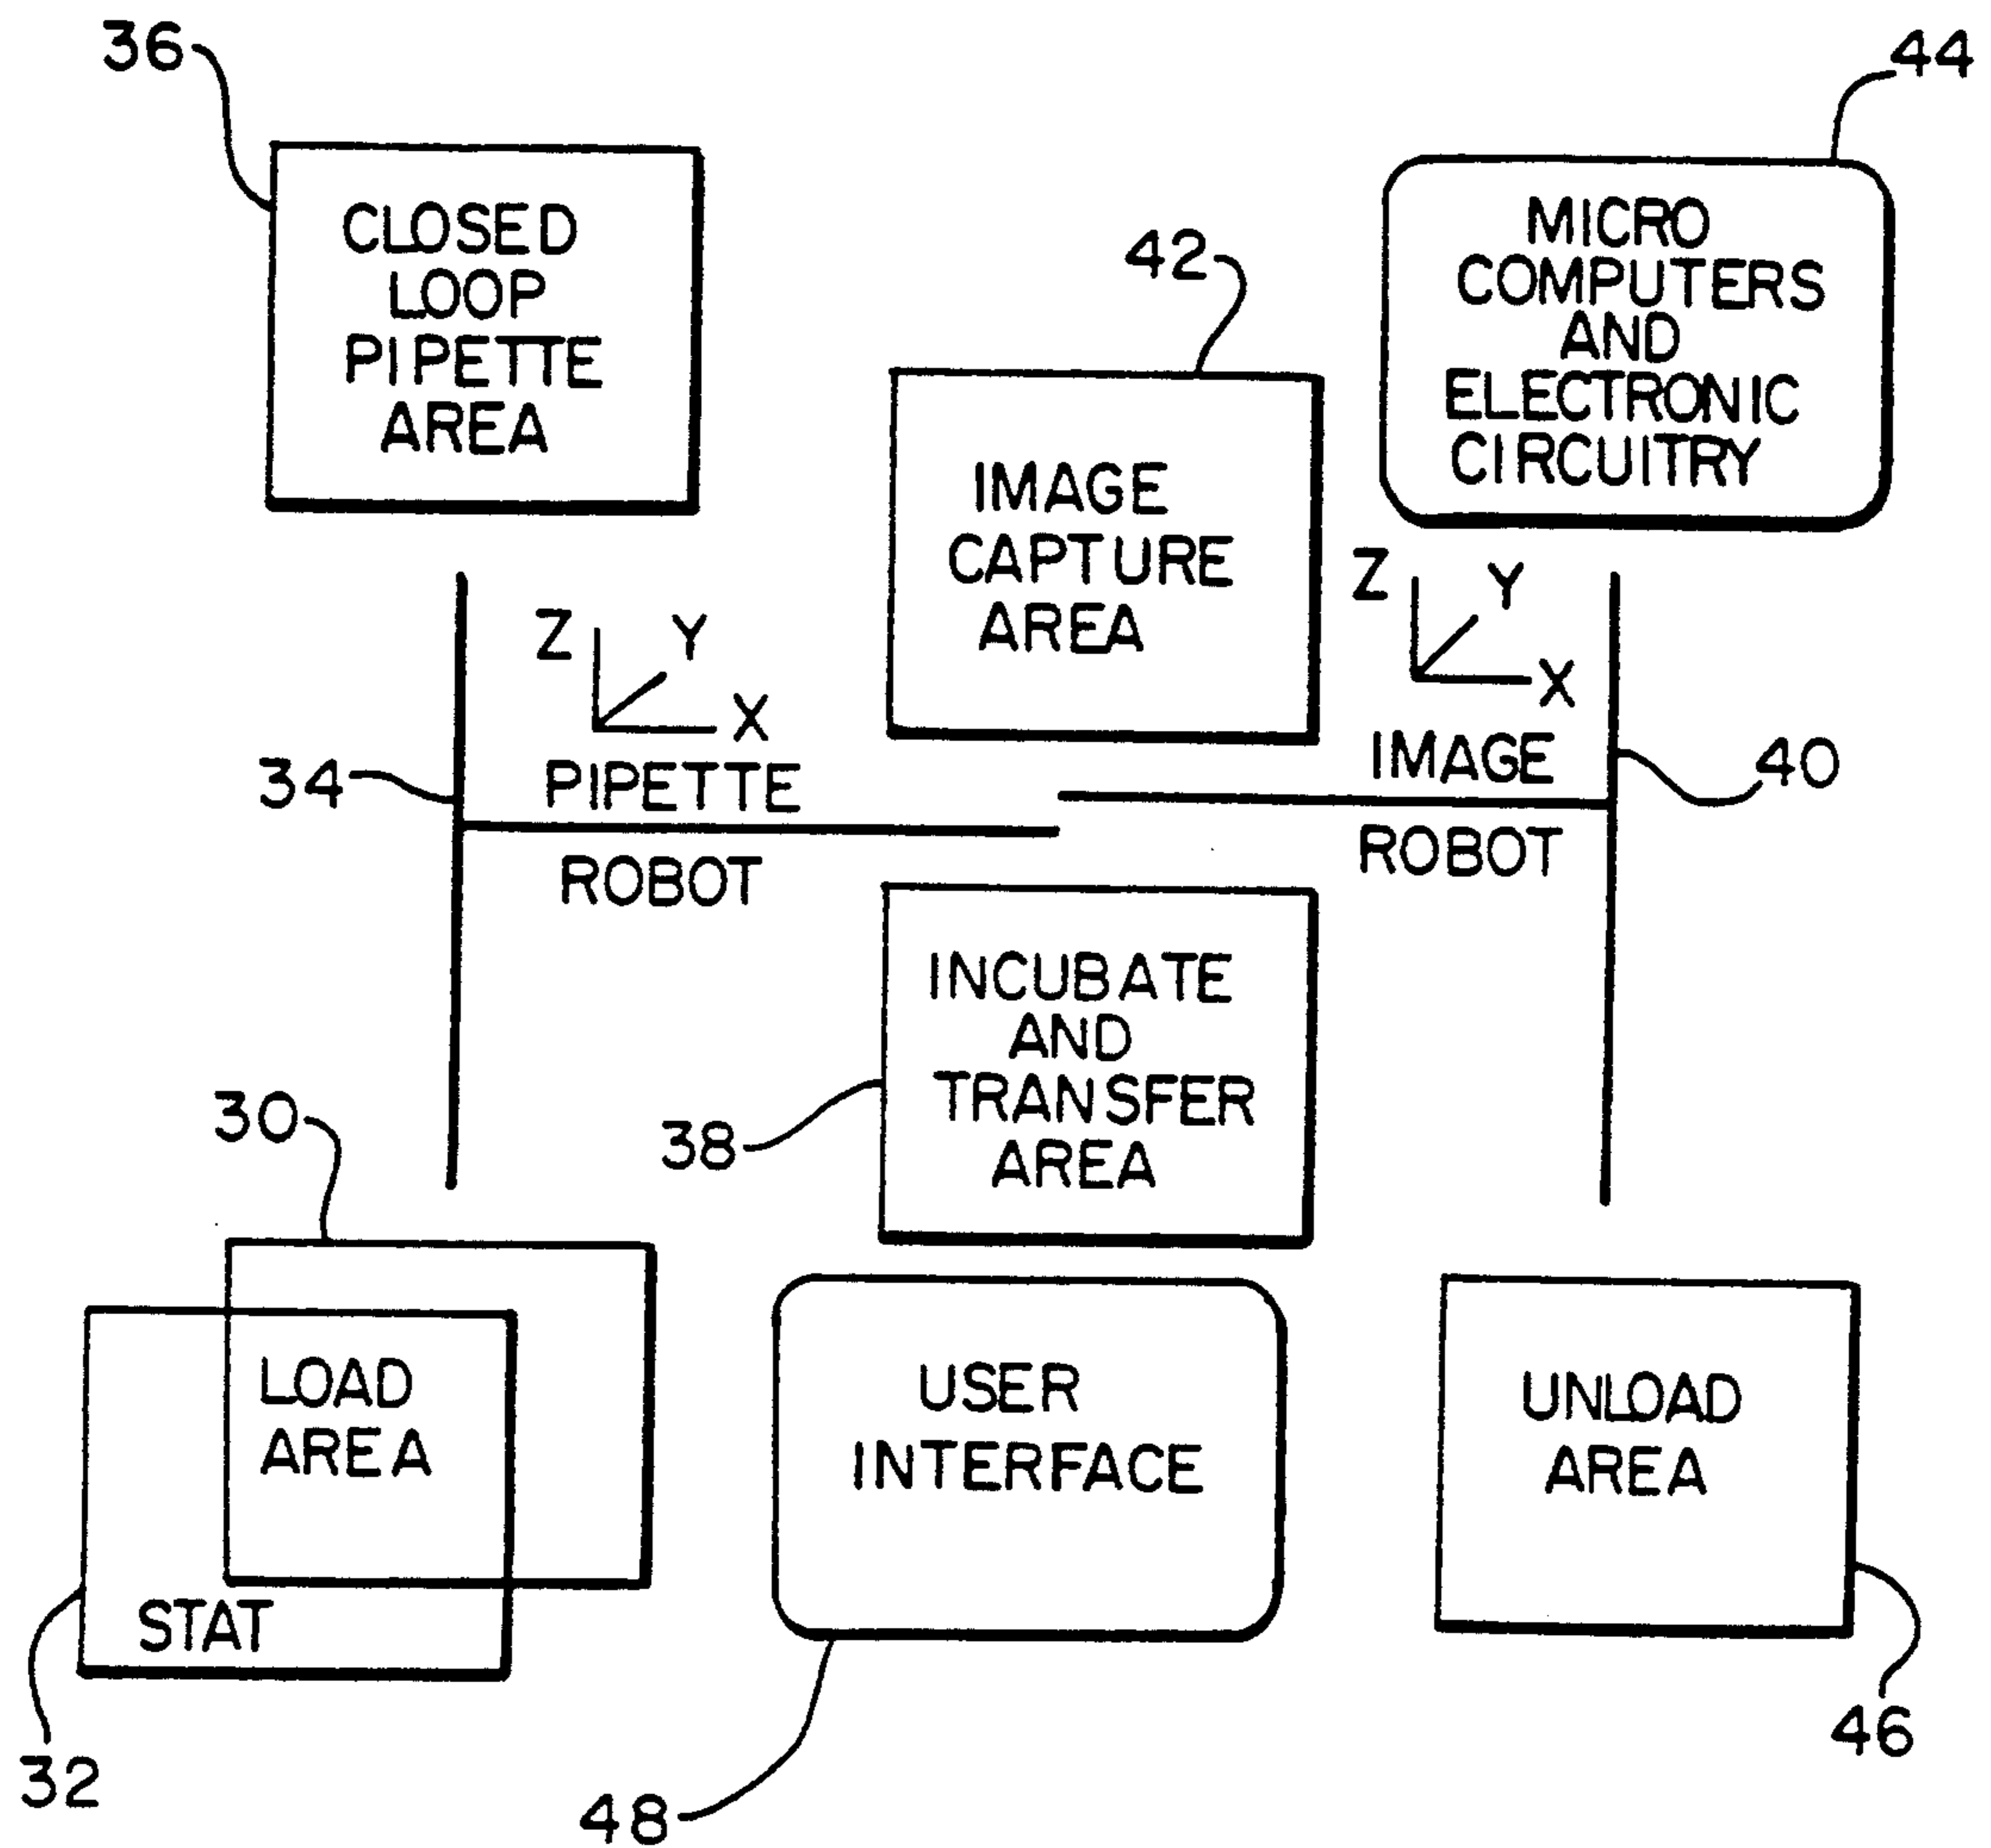 36
44
CLOSED
LOOP
PIPETTE
AREA
MICRO
COMPUTERS
AND
ELECTRONIC
CIRCUITRY
42
IMAGE
CAPTURE
AREA
Z
Y
X
Z
Y
X
34
PIPETTE
ROBOT
IMAGE
ROBOT
40
INCUBATE
AND
TRANSFER
AREA
38
30
LOAD
AREA
STAT
32
USER
INTERFACE
48
UNLOAD
AREA
46